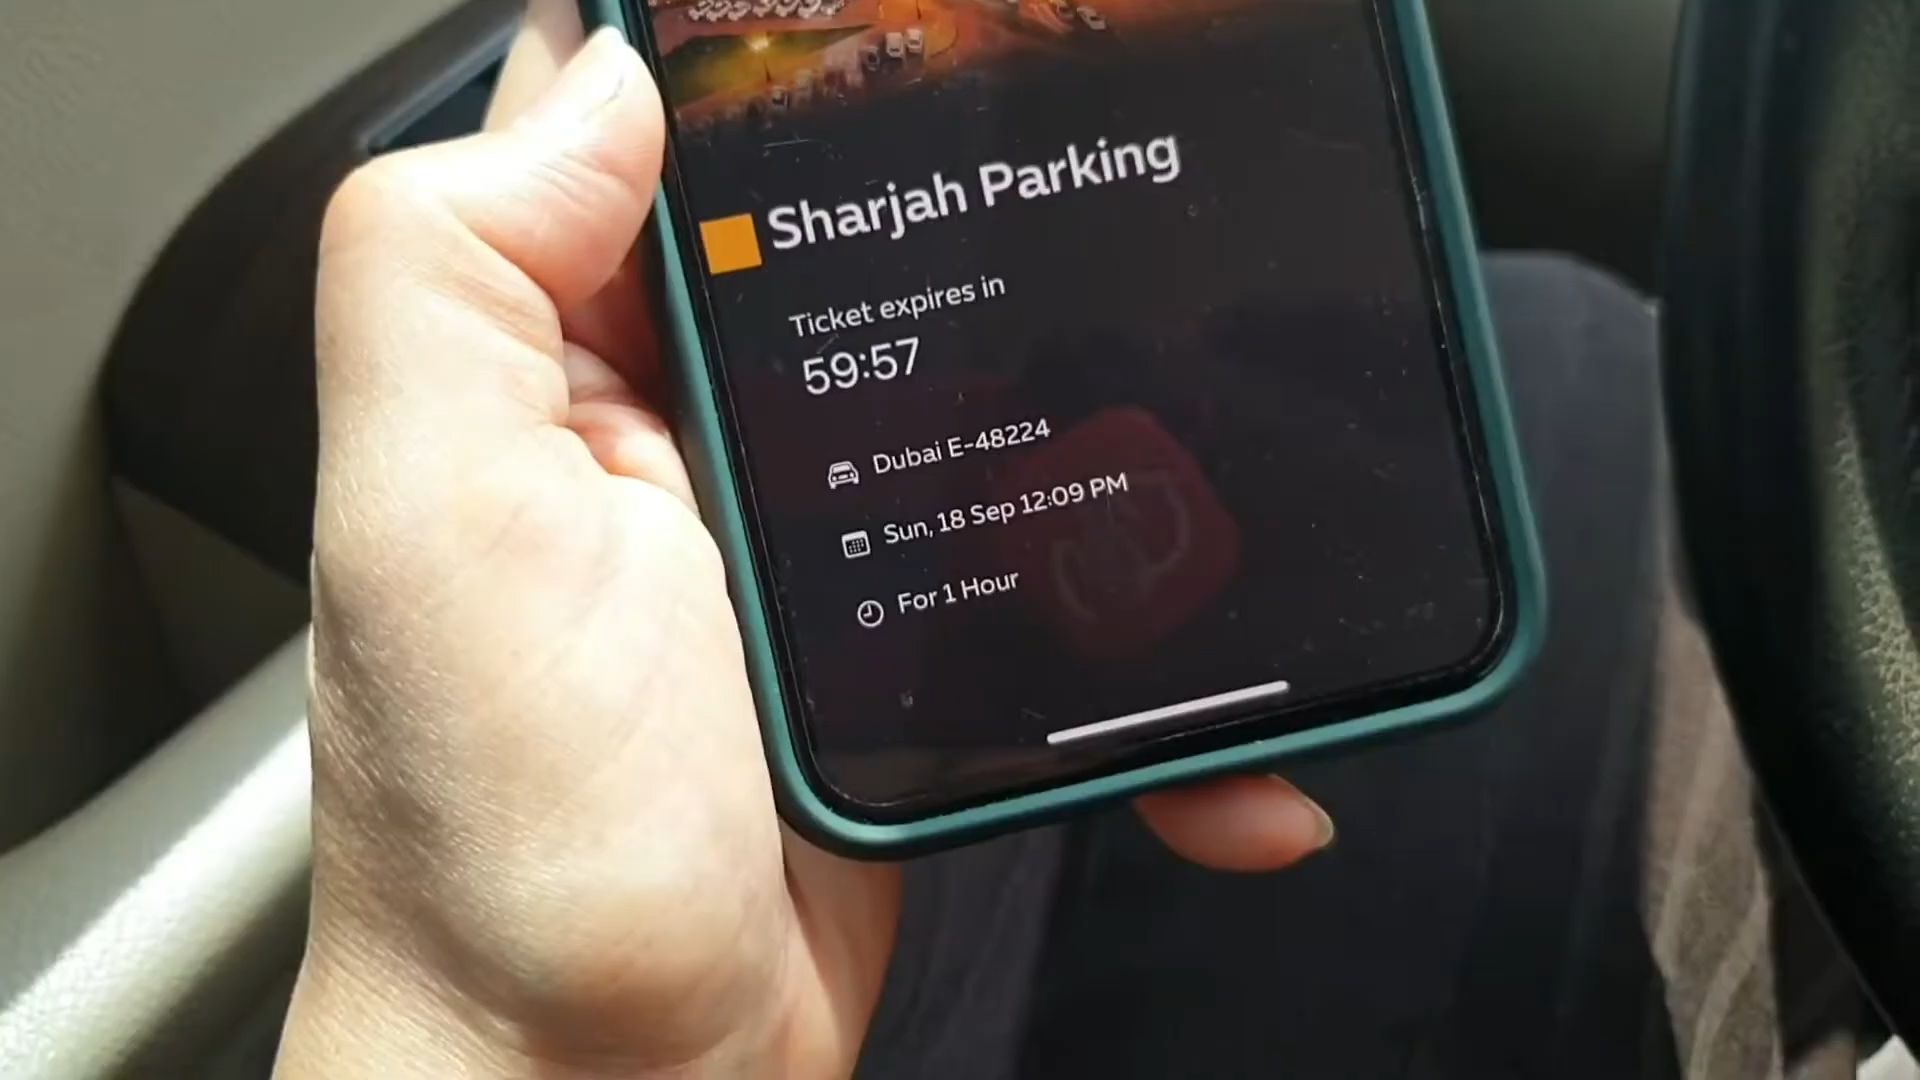 Sharjah Parking
Ticket expires in
59:57
Dubai E-48224
Sun, 18 Sep 12:09 PM
For 1 Hour